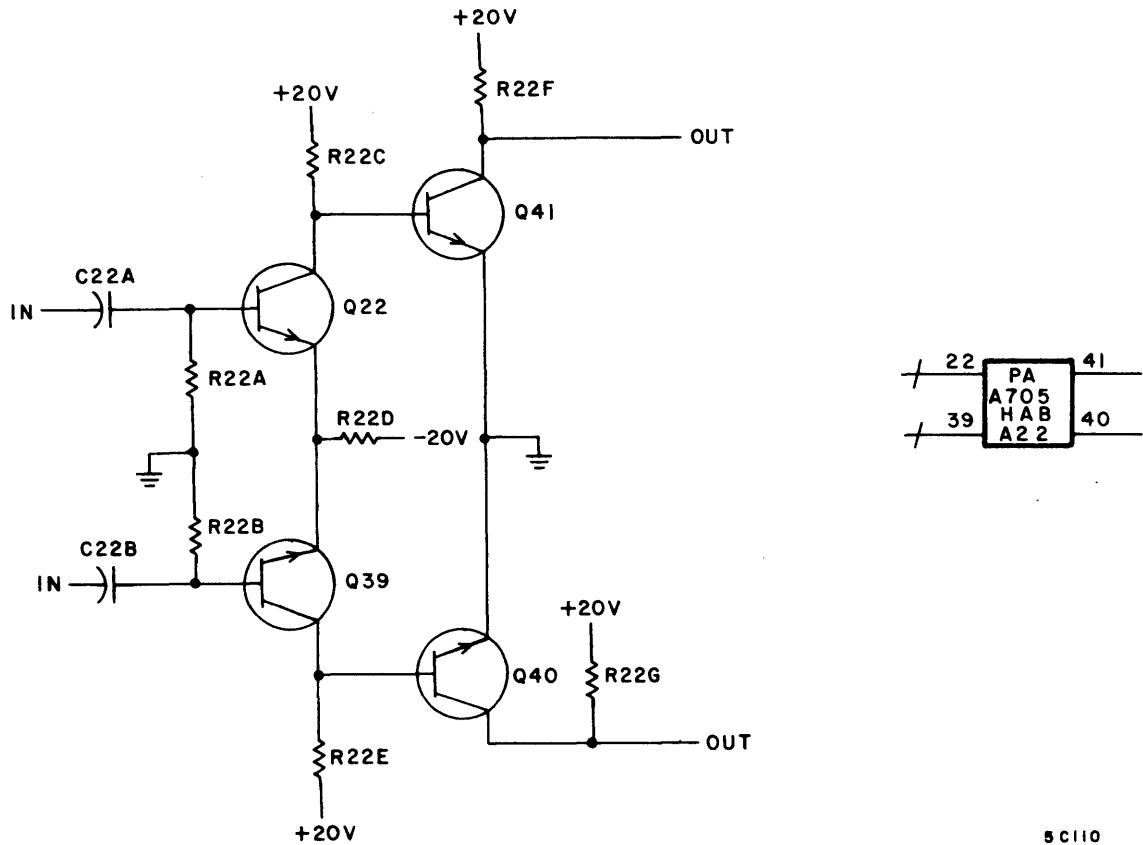 +20V
R22F
+20V
OUT
R22C
Q41
C22A
IN
Q22
22
PA
41
R22A
A705
HAB
39
A22
40
R22D
-20V
R22B
C22B
IN
Q39
+20V
Q40
R22G
OUT
R22E
+20V
5C110